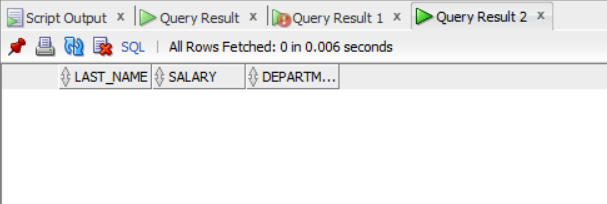 Script Output x Query Result x Query Result 1 x Query Result 2 x
SQL | All Rows Fetched: 0 in 0.006 seconds
LAST_NAME SALARY DEPARTM...